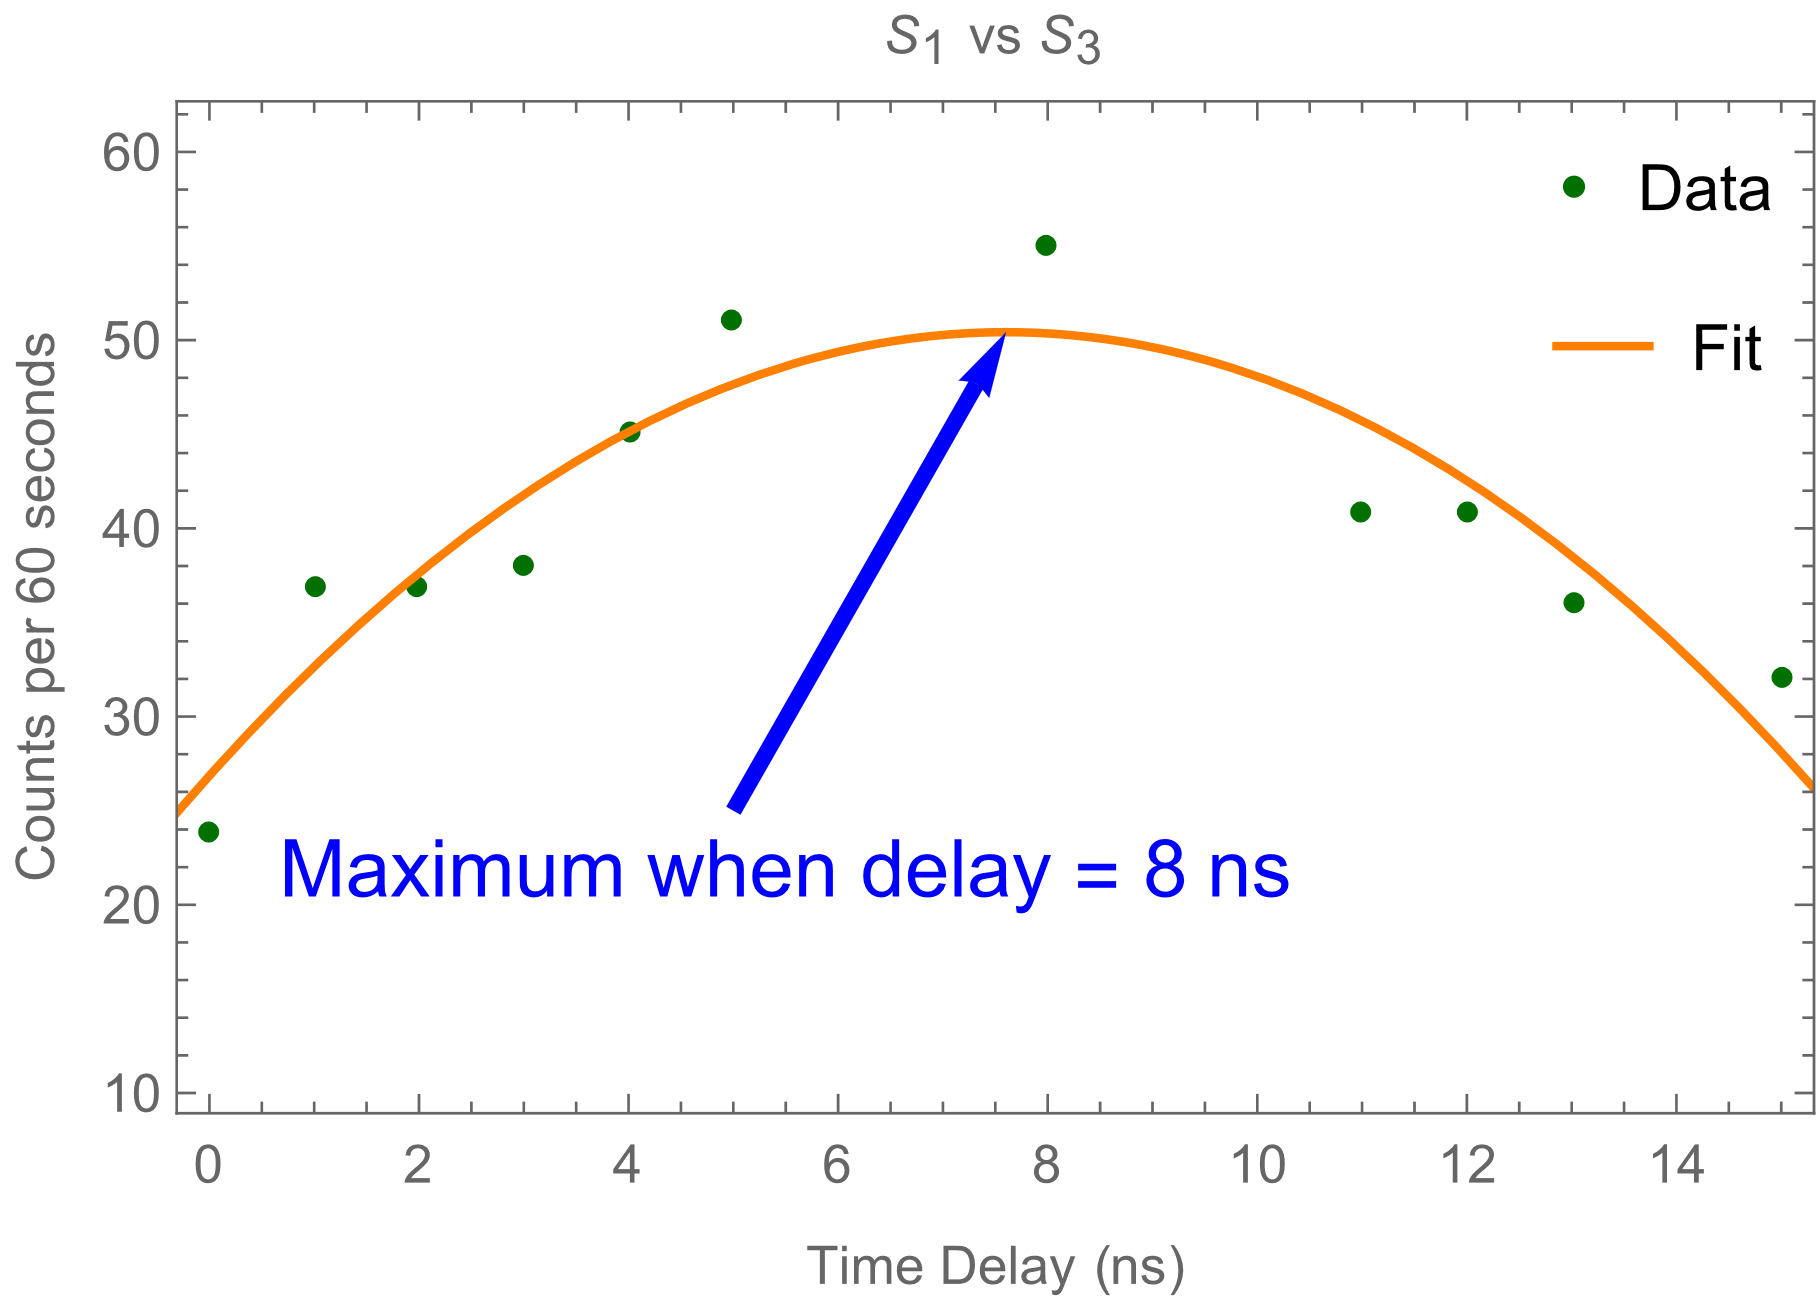 S1 vs S3
60
50
40
30
20
10
Counts per 60 seconds
Data
Fit
Maximum when delay = 8 ns
0 2 4 6 8 10 12 14
Time Delay (ns)